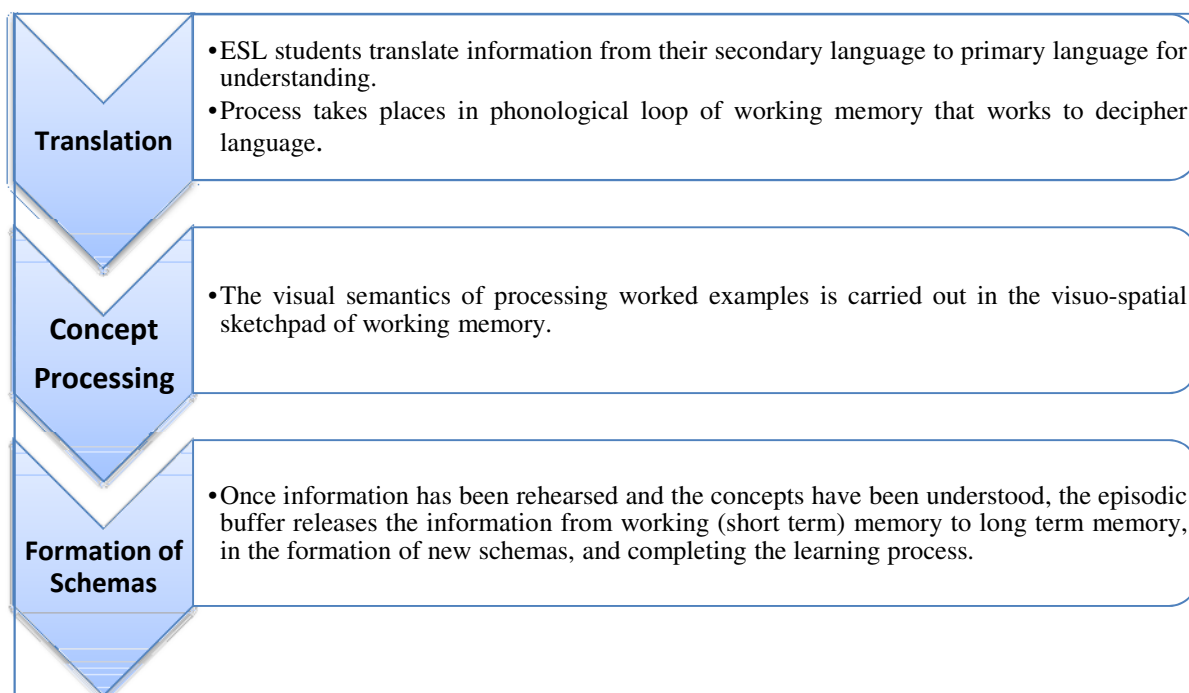 Translation
•ESL students translate information from their secondary language to primary language for
understanding.
•Process takes places in phonological loop of working memory that works to decipher
language.
Concept
Processing
•The visual semantics of processing worked examples is carried out in the visuo-spatial
sketchpad of working memory.
Formation of
Schemas
•Once information has been rehearsed and the concepts have been understood, the episodic
buffer releases the information from working (short term) memory to long term memory,
in the formation of new schemas, and completing the learning process.